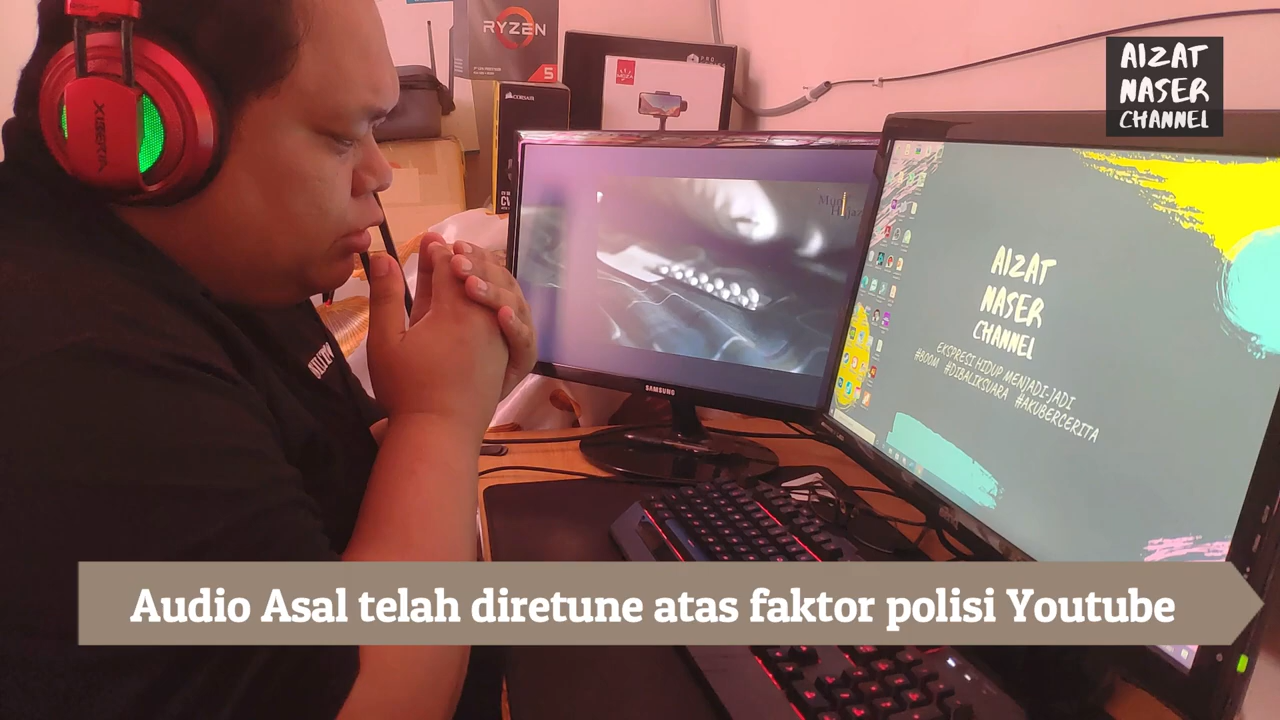 RYZEN
5
CORSAIR
AIZAT
NASER
CHANNEL
SAMSUNG
AIZAT
NASER
CHANNEL
EKSPRESI HIDUP MENJADI-JADI
#BOOM #DIBALIKSUARA #AKUBERCERITA
Audio Asal telah diretune atas faktor polisi Youtube